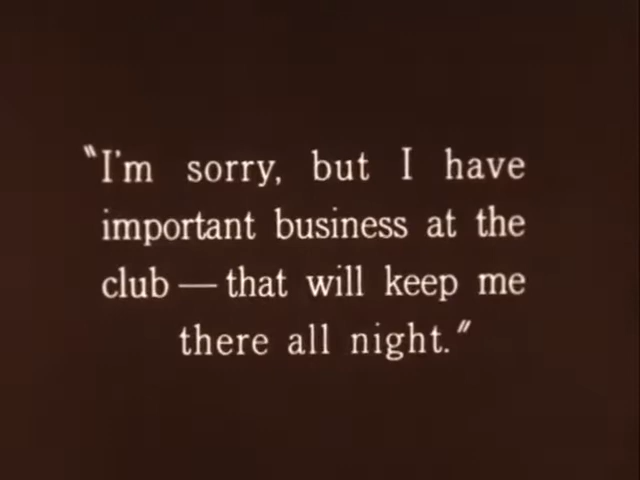 "I'm sorry, but I have
important business at the
club — that will keep me
there all night."